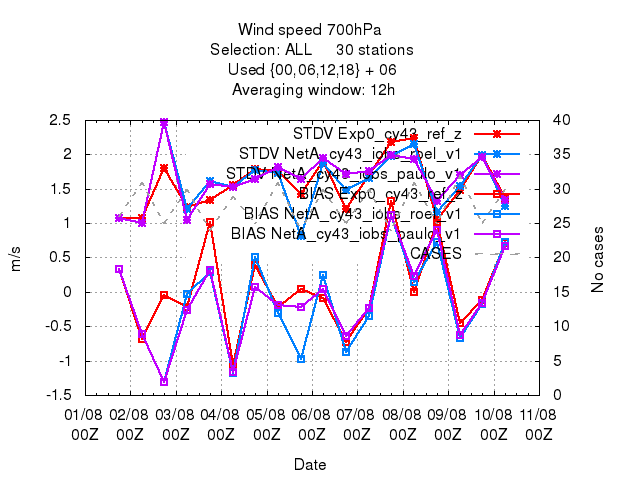 Wind speed 700hPa
Selection: ALL 30 stations
Used {00,06,12,18} + 06
Averaging window: 12h
STDV Exp0_cy43_ref_z
STDV NetA_cy43_iobs_roel_v1
STDV NetA_cy43_iobs_paulo_v1
BIAS Exp0_cy43_ref_z
BIAS NetA_cy43_iobs_roel_v1
BIAS NetA_cy43_iobs_paulo_v1
CASES
2.5
2
1.5
1
0.5
0
-0.5
-1
-1.5
m/s
40
35
30
25
20
15
10
5
0
No cases
01/08 02/08 03/08 04/08 05/08 06/08 07/08 08/08 09/08 10/08 11/08
00Z 00Z 00Z 00Z 00Z 00Z 00Z 00Z 00Z 00Z 00Z
Date